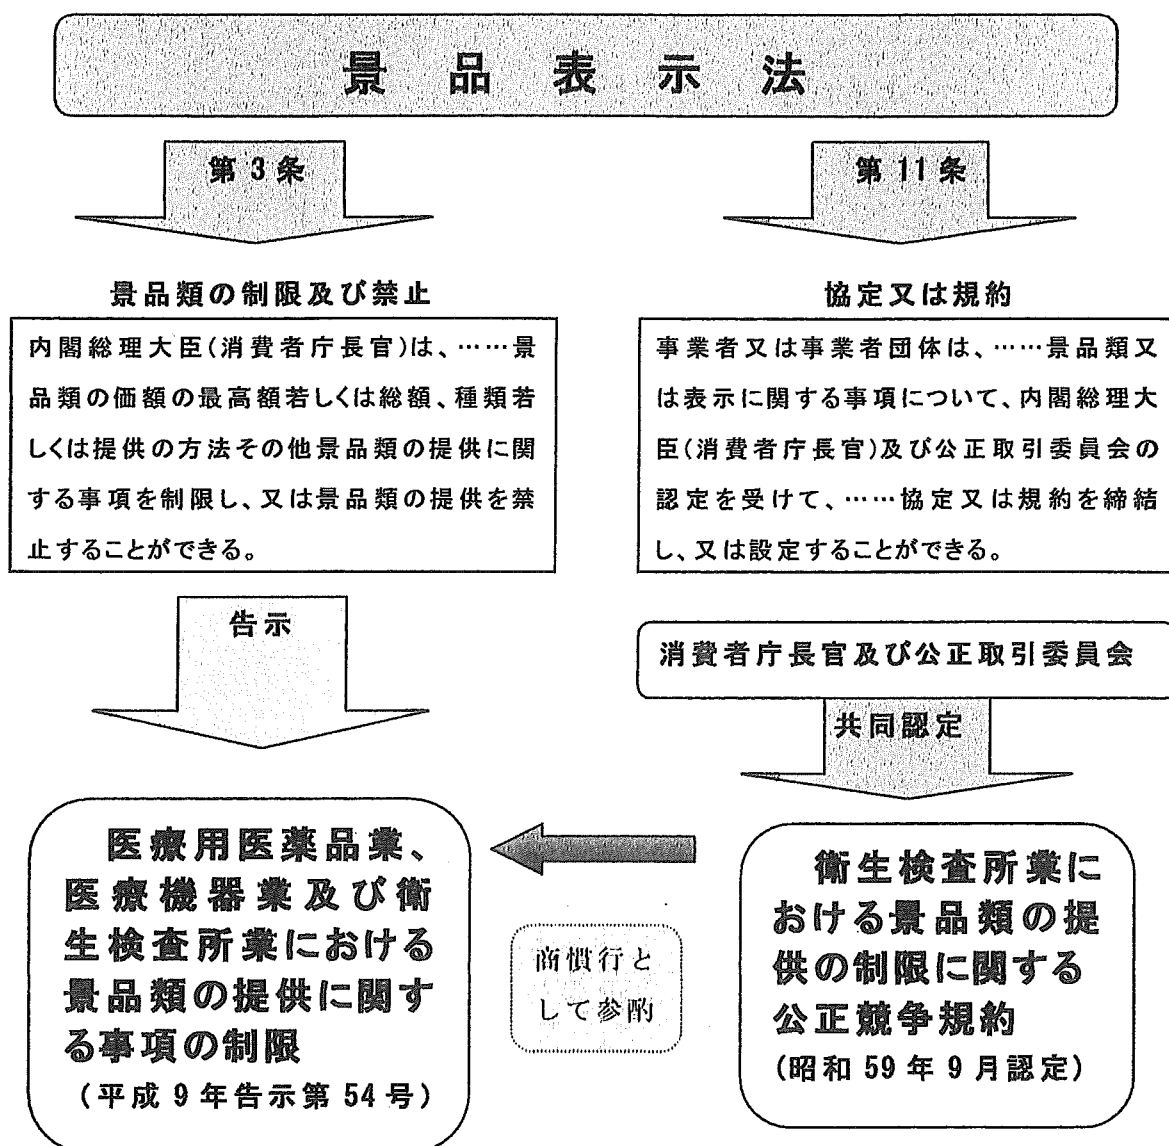 景品表示法
第3条
景品類の制限及び禁止
内閣総理大臣(消費者庁長官)は、……景
品類の価額の最高額若しくは総額、種類若
しくは提供の方法その他景品類の提供に関
する事項を制限し、又は景品類の提供を禁
止することができる。
告示
医療用医薬品業、
医療機器業及び衛
生検査所業における
景品類の提供に関す
る事項の制限
(平成9年告示第54号)
第11条
協定又は規約
事業者又は事業者団体は、……景品類又
は表示に関する事項について、内閣総理大
臣(消費者庁長官)及び公正取引委員会の
認定を受けて、……協定又は規約を締結
し、又は設定することができる。
消費者庁長官及び公正取引委員会
共同認定
衛生検査所業に
おける景品類の提
供の制限に関する
公正競争規約
(昭和59年9月認定)
商慣行と
して参酌